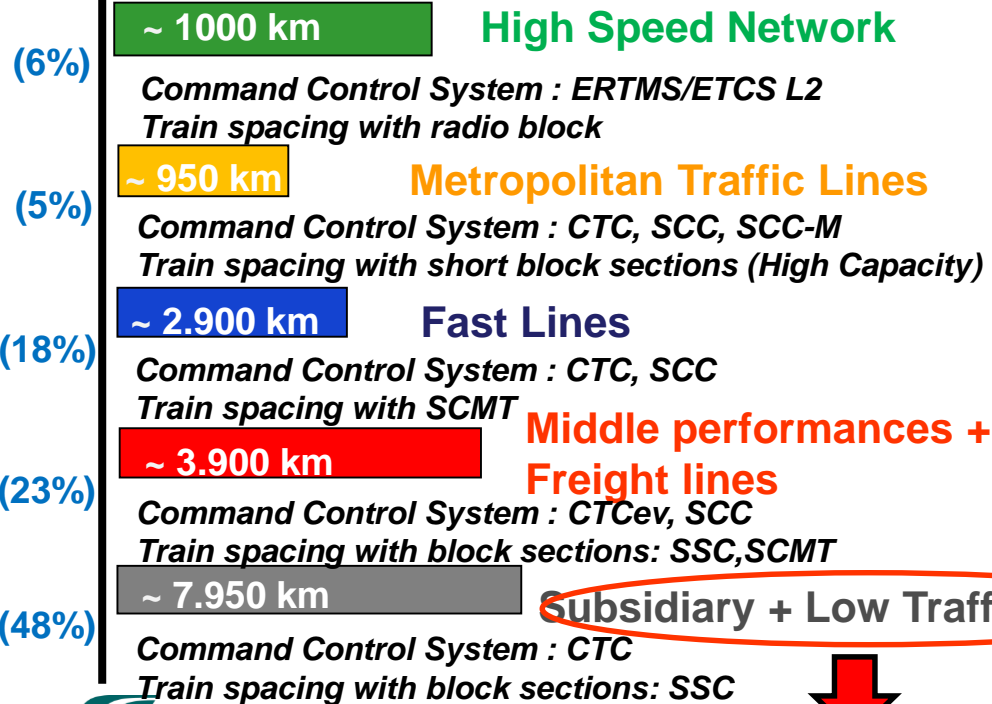 ~ 1000 km High Speed Network
(6%)
Command Control System : ERTMS/ETCS L2
Train spacing with radio block
~ 950 km Metropolitan Traffic Lines
(5%)
Command Control System : CTC, SCC, SCC-M
Train spacing with short block sections (High Capacity)
~ 2.900 km Fast Lines
(18%)
Command Control System : CTC, SCC
Train spacing with SCMT
Middle performances +
~ 3.900 km Freight lines
(23%)
Command Control System : CTCev, SCC
Train spacing with block sections: SSC,SCMT
~ 7.950 km Subsidiary + Low
(48%)
Command Control System : CTC
Train spacing with block sections: SSC